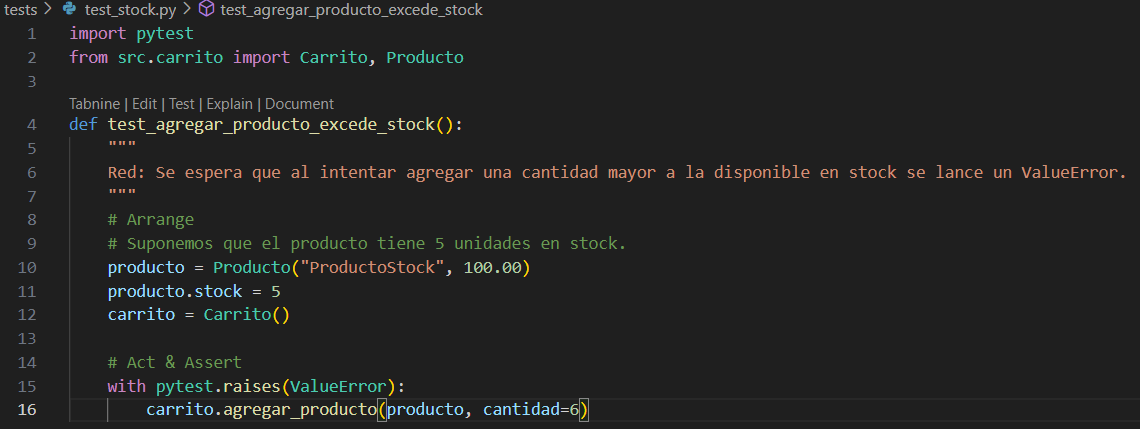 tests > test_stock.py > test_agregar_producto_excede_stock
1 import pytest
2 from src.carrito import Carrito, Producto
3
Tabnine | Edit | Test | Explain | Document
4 def test_agregar_producto_excede_stock():
5     """
6     Red: Se espera que al intentar agregar una cantidad mayor a la disponible en stock se lance un ValueError.
7     """
8     # Arrange
9     # Suponemos que el producto tiene 5 unidades en stock.
10     producto = Producto("ProductoStock", 100.00)
11     producto.stock = 5
12     carrito = Carrito()
13
14     # Act & Assert
15     with pytest.raises(ValueError):
16         carrito.agregar_producto(producto, cantidad=6)